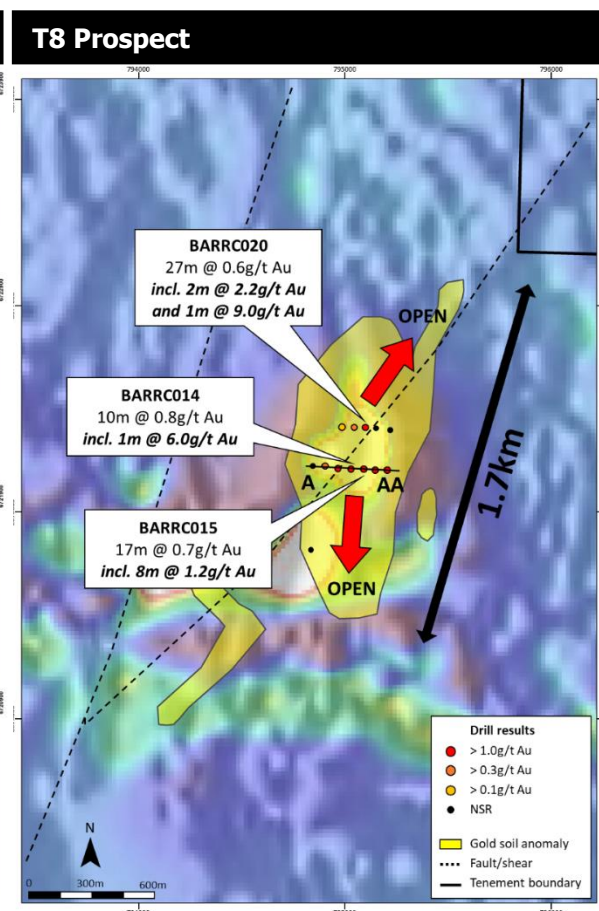 T8 Prospect
794000
795000
796000
BARRC020
27m @ 0.6g/t Au
incl. 2m @ 2.2g/t Au
and 1m @ 9.0g/t Au
OPEN
BARRC014
10m @ 0.8g/t Au
incl. 1m @ 6.0g/t Au
A
AA
1.7km
BARRC015
17m @ 0.7g/t Au
incl. 8m @ 1.2g/t Au
OPEN
Drill results
> 1.0g/t Au
> 0.3g/t Au
> 0.1g/t Au
NSR
Gold soil anomaly
Fault/shear
Tenement boundary
N
0 300m 600m